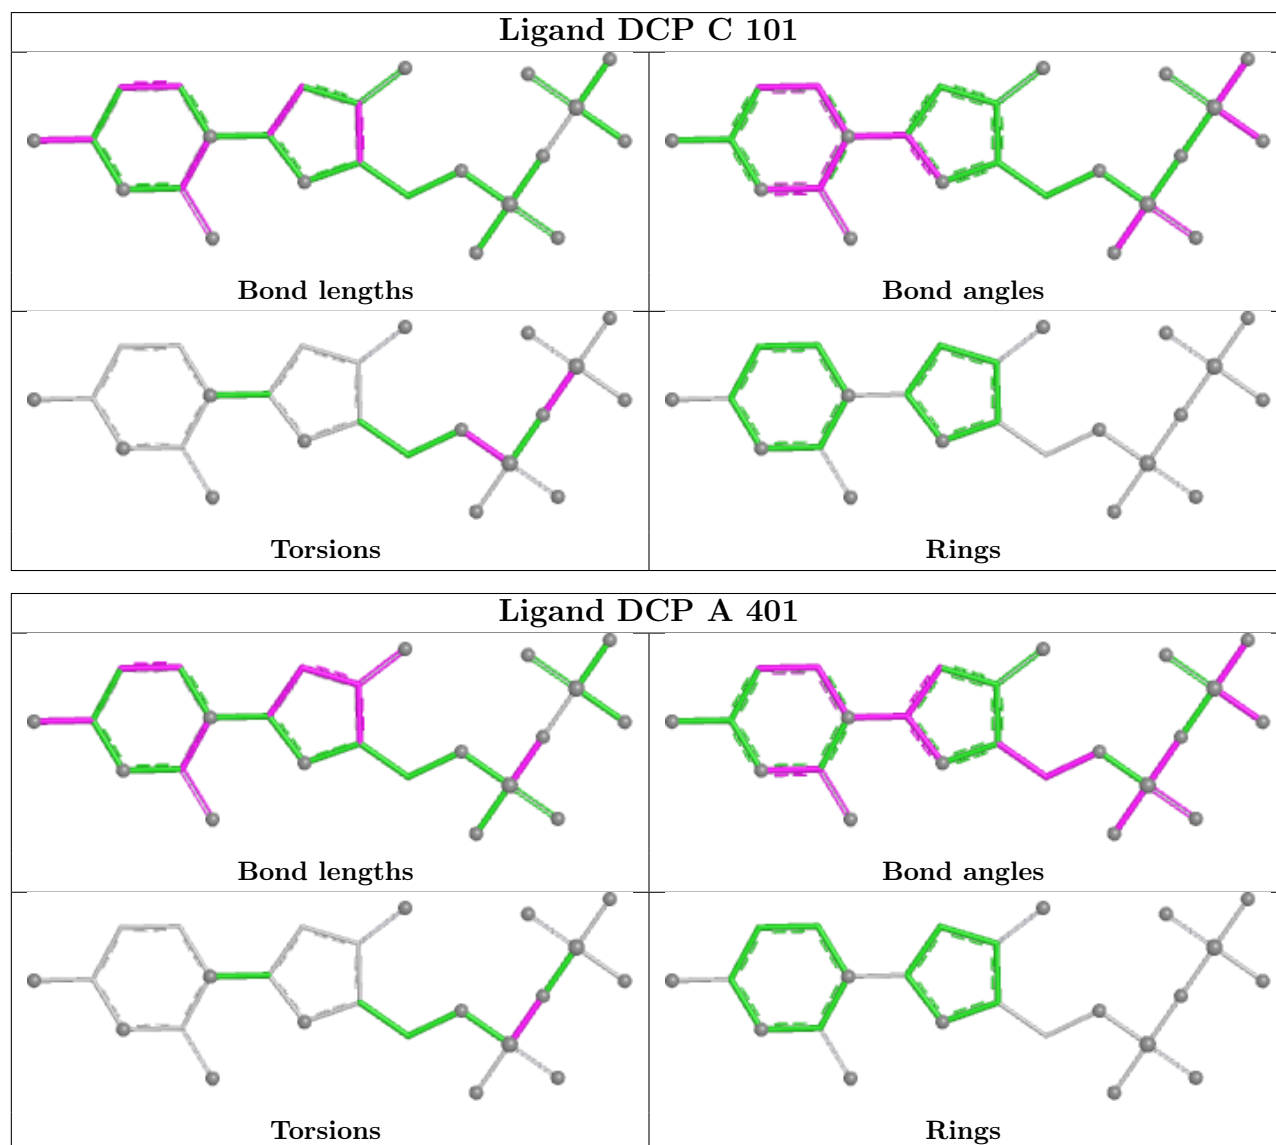 Ligand DCP C 101
Bond lengths
Bond angles
Torsions
Rings
Ligand DCP A 401
Bond lengths
Bond angles
Torsions
Rings